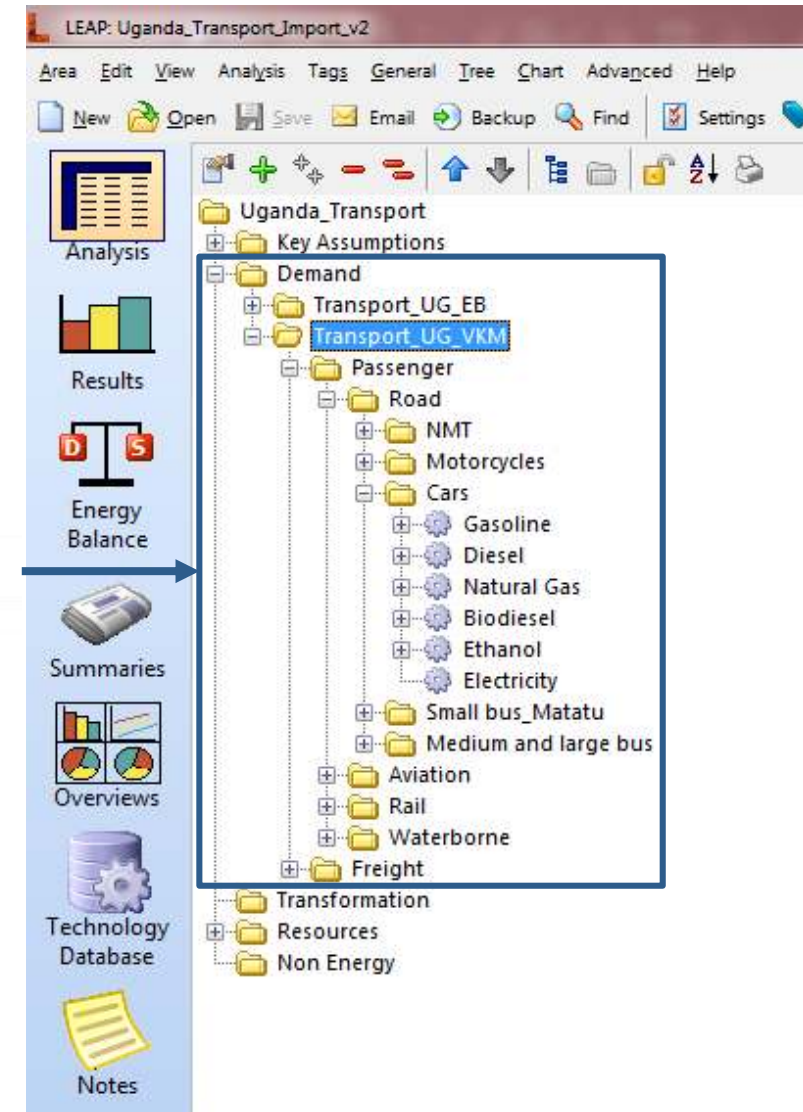 LEAP: Uganda_Transport_Import_v2
Area Edit View Analysis Tags General Tree Chart Advanced Help
New Open Save Email Backup Find Settings
Analysis
Results
D S
Energy
Balance
Summaries
Overviews
Technology
Database
Notes
Uganda_Transport
Key Assumptions
Demand
Transport_UG_EB
Transport_UG_VKM
Passenger
Road
NMT
Motorcycles
Cars
Gasoline
Diesel
Natural Gas
Biodiesel
Ethanol
Electricity
Small bus_Matatu
Medium and large bus
Aviation
Rail
Waterborne
Freight
Transformation
Resources
Non Energy